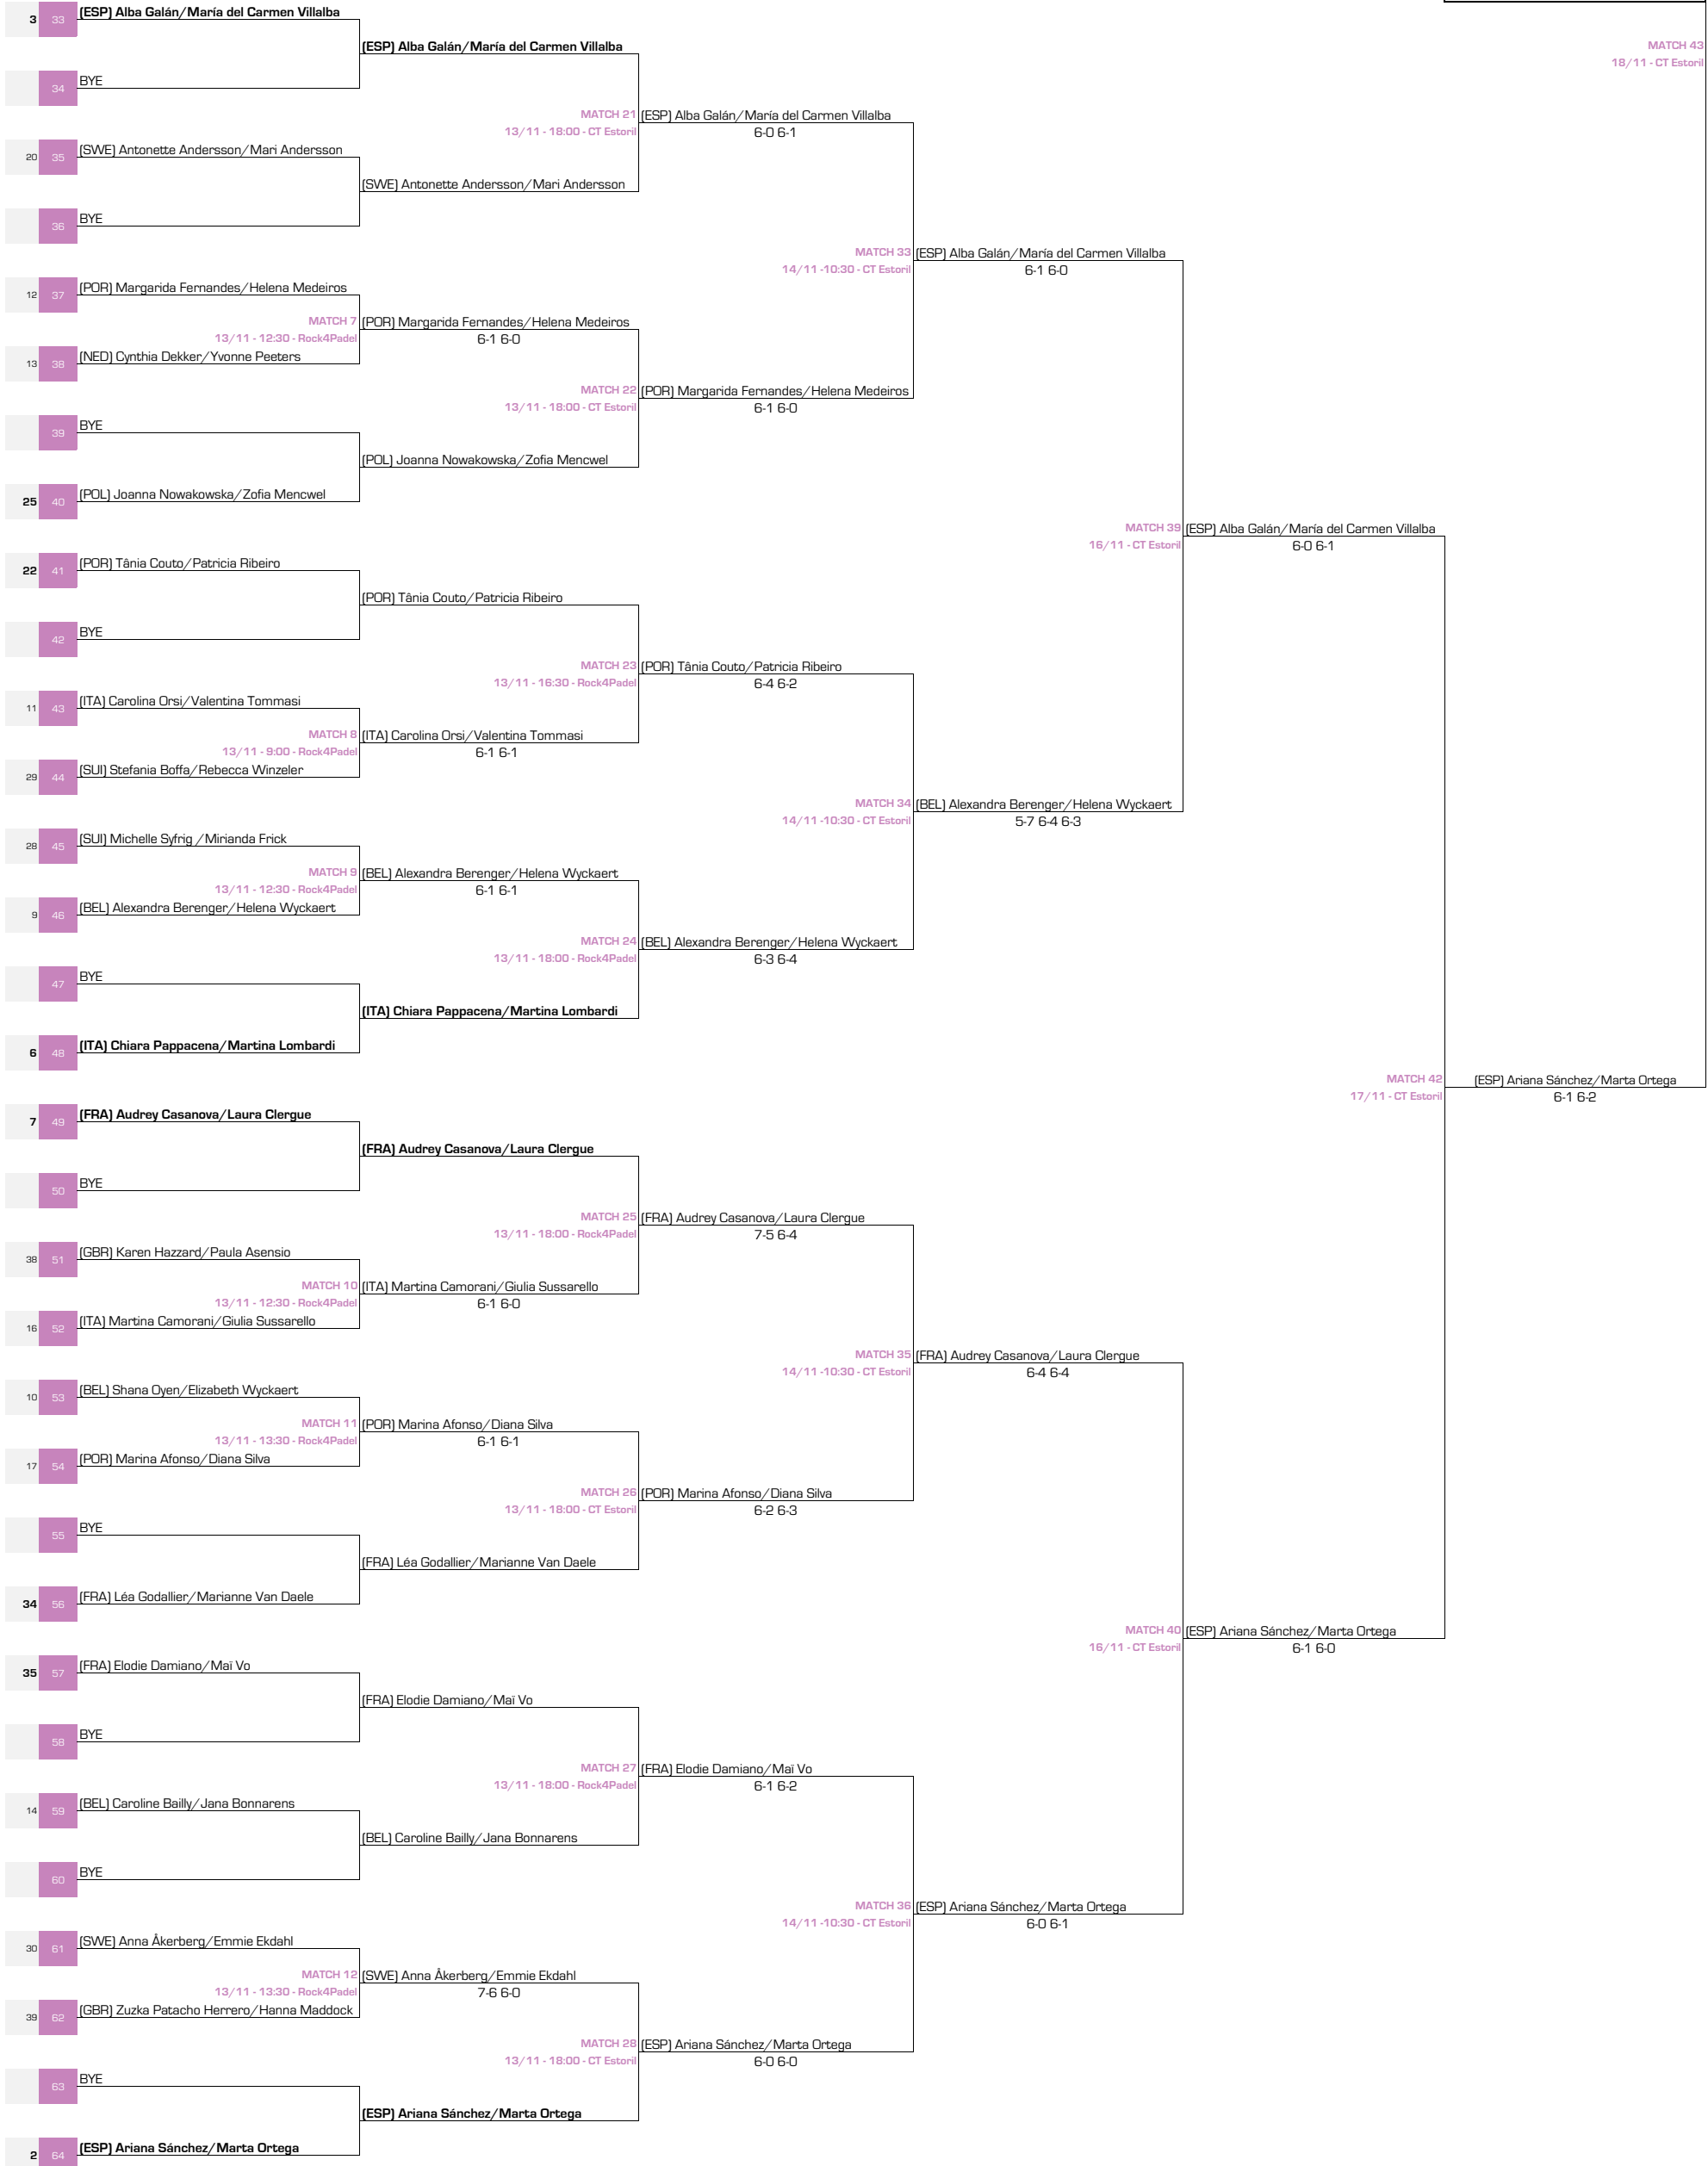 3 33 (ESP) Alba Galán/María del Carmen Villalba
(ESP) Alba Galán/María del Carmen Villalba
MATCH 43
18/11 - CT Estoril
34 BYE
MATCH 21 (ESP) Alba Galán/María del Carmen Villalba
13/11 - 18:00 - CT Estoril 6-0 6-1
20 35 (SWE) Antonette Andersson/Mari Andersson
(SWE) Antonette Andersson/Mari Andersson
36 BYE
MATCH 33 (ESP) Alba Galán/María del Carmen Villalba
14/11 -10:30 - CT Estoril 6-1 6-0
12 37 (POR) Margarida Fernandes/Helena Medeiros
MATCH 7 (POR) Margarida Fernandes/Helena Medeiros
13/11 - 12:30 - Rock4Padel 6-1 6-0
13 38 (NED) Cynthia Dekker/Yvonne Peeters
MATCH 22 (POR) Margarida Fernandes/Helena Medeiros
13/11 - 18:00 - CT Estoril 6-1 6-0
39 BYE
(POL) Joanna Nowakowska/Zofia Mencwel
25 40 (POL) Joanna Nowakowska/Zofia Mencwel
MATCH 39 (ESP) Alba Galán/María del Carmen Villalba
16/11 - CT Estoril 6-0 6-1
22 41 (POR) Tânia Couto/Patricia Ribeiro
(POR) Tânia Couto/Patricia Ribeiro
42 BYE
MATCH 23 (POR) Tânia Couto/Patricia Ribeiro
13/11 - 16:30 - Rock4Padel 6-4 6-2
11 43 (ITA) Carolina Orsi/Valentina Tommasi
MATCH 8 (ITA) Carolina Orsi/Valentina Tommasi
13/11 - 9:00 - Rock4Padel 6-1 6-1
29 44 (SUI) Stefania Boffa/Rebecca Winzeler
MATCH 34 (BEL) Alexandra Berenger/Helena Wyckaert
14/11 -10:30 - CT Estoril 5-7 6-4 6-3
28 45 (SUI) Michelle Syfrig /Mirianda Frick
MATCH 9 (BEL) Alexandra Berenger/Helena Wyckaert
13/11 - 12:30 - Rock4Padel 6-1 6-1
9 46 (BEL) Alexandra Berenger/Helena Wyckaert
MATCH 24 (BEL) Alexandra Berenger/Helena Wyckaert
13/11 - 18:00 - Rock4Padel 6-3 6-4
47 BYE
(ITA) Chiara Pappacena/Martina Lombardi
6 48 (ITA) Chiara Pappacena/Martina Lombardi
MATCH 42 (ESP) Ariana Sánchez/Marta Ortega
17/11 - CT Estoril 6-1 6-2
7 49 (FRA) Audrey Casanova/Laura Clergue
(FRA) Audrey Casanova/Laura Clergue
50 BYE
MATCH 25 (FRA) Audrey Casanova/Laura Clergue
13/11 - 18:00 - Rock4Padel 7-5 6-4
38 51 (GBR) Karen Hazzard/Paula Asensio
MATCH 10 (ITA) Martina Camorani/Giulia Sussarello
13/11 - 12:30 - Rock4Padel 6-1 6-0
16 52 (ITA) Martina Camorani/Giulia Sussarello
MATCH 35 (FRA) Audrey Casanova/Laura Clergue
14/11 -10:30 - CT Estoril 6-4 6-4
10 53 (BEL) Shana Oyen/Elizabeth Wyckaert
MATCH 11 (POR) Marina Afonso/Diana Silva
13/11 - 13:30 - Rock4Padel 6-1 6-1
17 54 (POR) Marina Afonso/Diana Silva
MATCH 26 (POR) Marina Afonso/Diana Silva
13/11 - 18:00 - CT Estoril 6-2 6-3
55 BYE
(FRA) Léa Godallier/Marianne Van Daele
34 56 (FRA) Léa Godallier/Marianne Van Daele
MATCH 40 (ESP) Ariana Sánchez/Marta Ortega
16/11 - CT Estoril 6-1 6-0
35 57 (FRA) Elodie Damiano/Maï Vo
(FRA) Elodie Damiano/Maï Vo
58 BYE
MATCH 27 (FRA) Elodie Damiano/Maï Vo
13/11 - 18:00 - Rock4Padel 6-1 6-2
14 59 (BEL) Caroline Bailly/Jana Bonnarens
(BEL) Caroline Bailly/Jana Bonnarens
60 BYE
MATCH 36 (ESP) Ariana Sánchez/Marta Ortega
14/11 -10:30 - CT Estoril 6-0 6-1
30 61 (SWE) Anna Åkerberg/Emmie Ekdahl
MATCH 12 (SWE) Anna Åkerberg/Emmie Ekdahl
13/11 - 13:30 - Rock4Padel 7-6 6-0
39 62 (GBR) Zuzka Patacho Herrero/Hanna Maddock
MATCH 28 (ESP) Ariana Sánchez/Marta Ortega
13/11 - 18:00 - CT Estoril 6-0 6-0
63 BYE
(ESP) Ariana Sánchez/Marta Ortega
2 64 (ESP) Ariana Sánchez/Marta Ortega